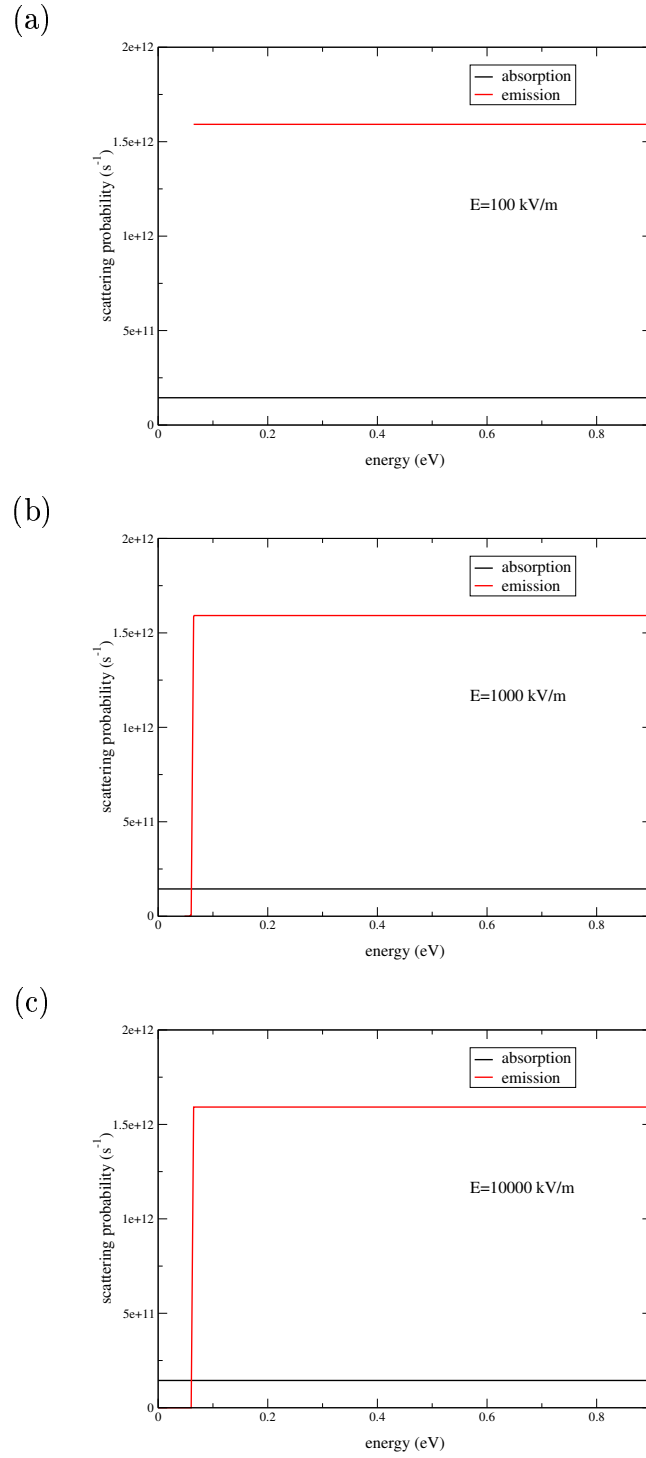 (a)
2e+12
absorption
emission
1.5e+12
E=100 kV/m
1e+12
5e+11
0
scattering probability (s⁻¹)
0 0.2 0.4 0.6 0.8
energy (eV)
(b)
2e+12
absorption
emission
1.5e+12
E=1000 kV/m
1e+12
5e+11
0
scattering probability (s⁻¹)
0 0.2 0.4 0.6 0.8
energy (eV)
(c)
2e+12
absorption
emission
1.5e+12
E=10000 kV/m
1e+12
5e+11
0
scattering probability (s⁻¹)
0 0.2 0.4 0.6 0.8
energy (eV)